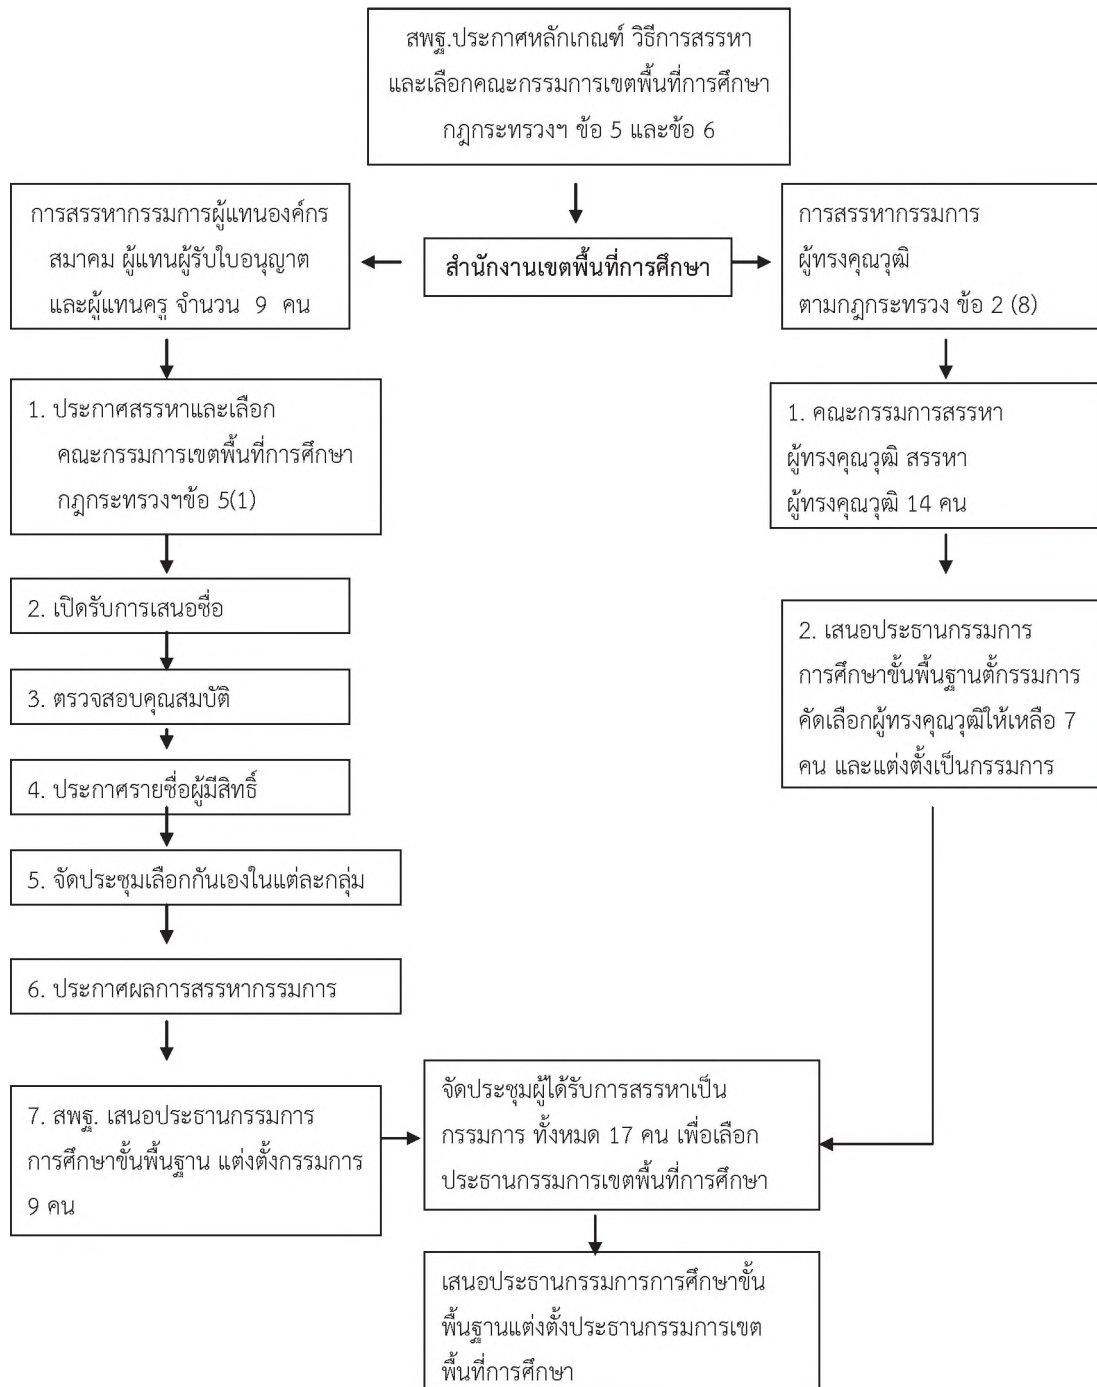 สพฐ.ประกาศหลักเกณฑ์ วิธีการสรรหา
และเลือกคณะกรรมการเขตพื้นที่การศึกษา
กฎกระทรวงฯ ข้อ 5 และข้อ 6
การสรรหากรรมการผู้แทนองค์กร
สมาคม ผู้แทนผู้รับใบอนุญาต
และผู้แทนครู จำนวน 9 คน
สำนักงานเขตพื้นที่การศึกษา
การสรรหากรรมการ
ผู้ทรงคุณวุฒิ
ตามกฎกระทรวง ข้อ 2 (8)
1. ประกาศสรรหาและเลือก
คณะกรรมการเขตพื้นที่การศึกษา
กฎกระทรวงฯข้อ 5(1)
2. เปิดรับการเสนอชื่อ
3. ตรวจสอบคุณสมบัติ
4. ประกาศรายชื่อผู้มีสิทธิ์
5. จัดประชุมเลือกกันเองในแต่ละกลุ่ม
6. ประกาศผลการสรรหากรรมการ
7. สพฐ. เสนอประธานกรรมการ
การศึกษาขั้นพื้นฐาน แต่งตั้งกรรมการ
9 คน
1. คณะกรรมการสรรหา
ผู้ทรงคุณวุฒิ สรรหา
ผู้ทรงคุณวุฒิ 14 คน
2. เสนอประธานกรรมการ
การศึกษาขั้นพื้นฐานตั้กรรมการ
คัดเลือกผู้ทรงคุณวุฒิให้เหลือ 7
คน และแต่งตั้งเป็นกรรมการ
จัดประชุมผู้ได้รับการสรรหาเป็น
กรรมการ ทั้งหมด 17 คน เพื่อเลือก
ประธานกรรมการเขตพื้นที่การศึกษา
เสนอประธานกรรมการการศึกษาขั้น
พื้นฐานแต่งตั้งประธานกรรมการเขต
พื้นที่การศึกษา